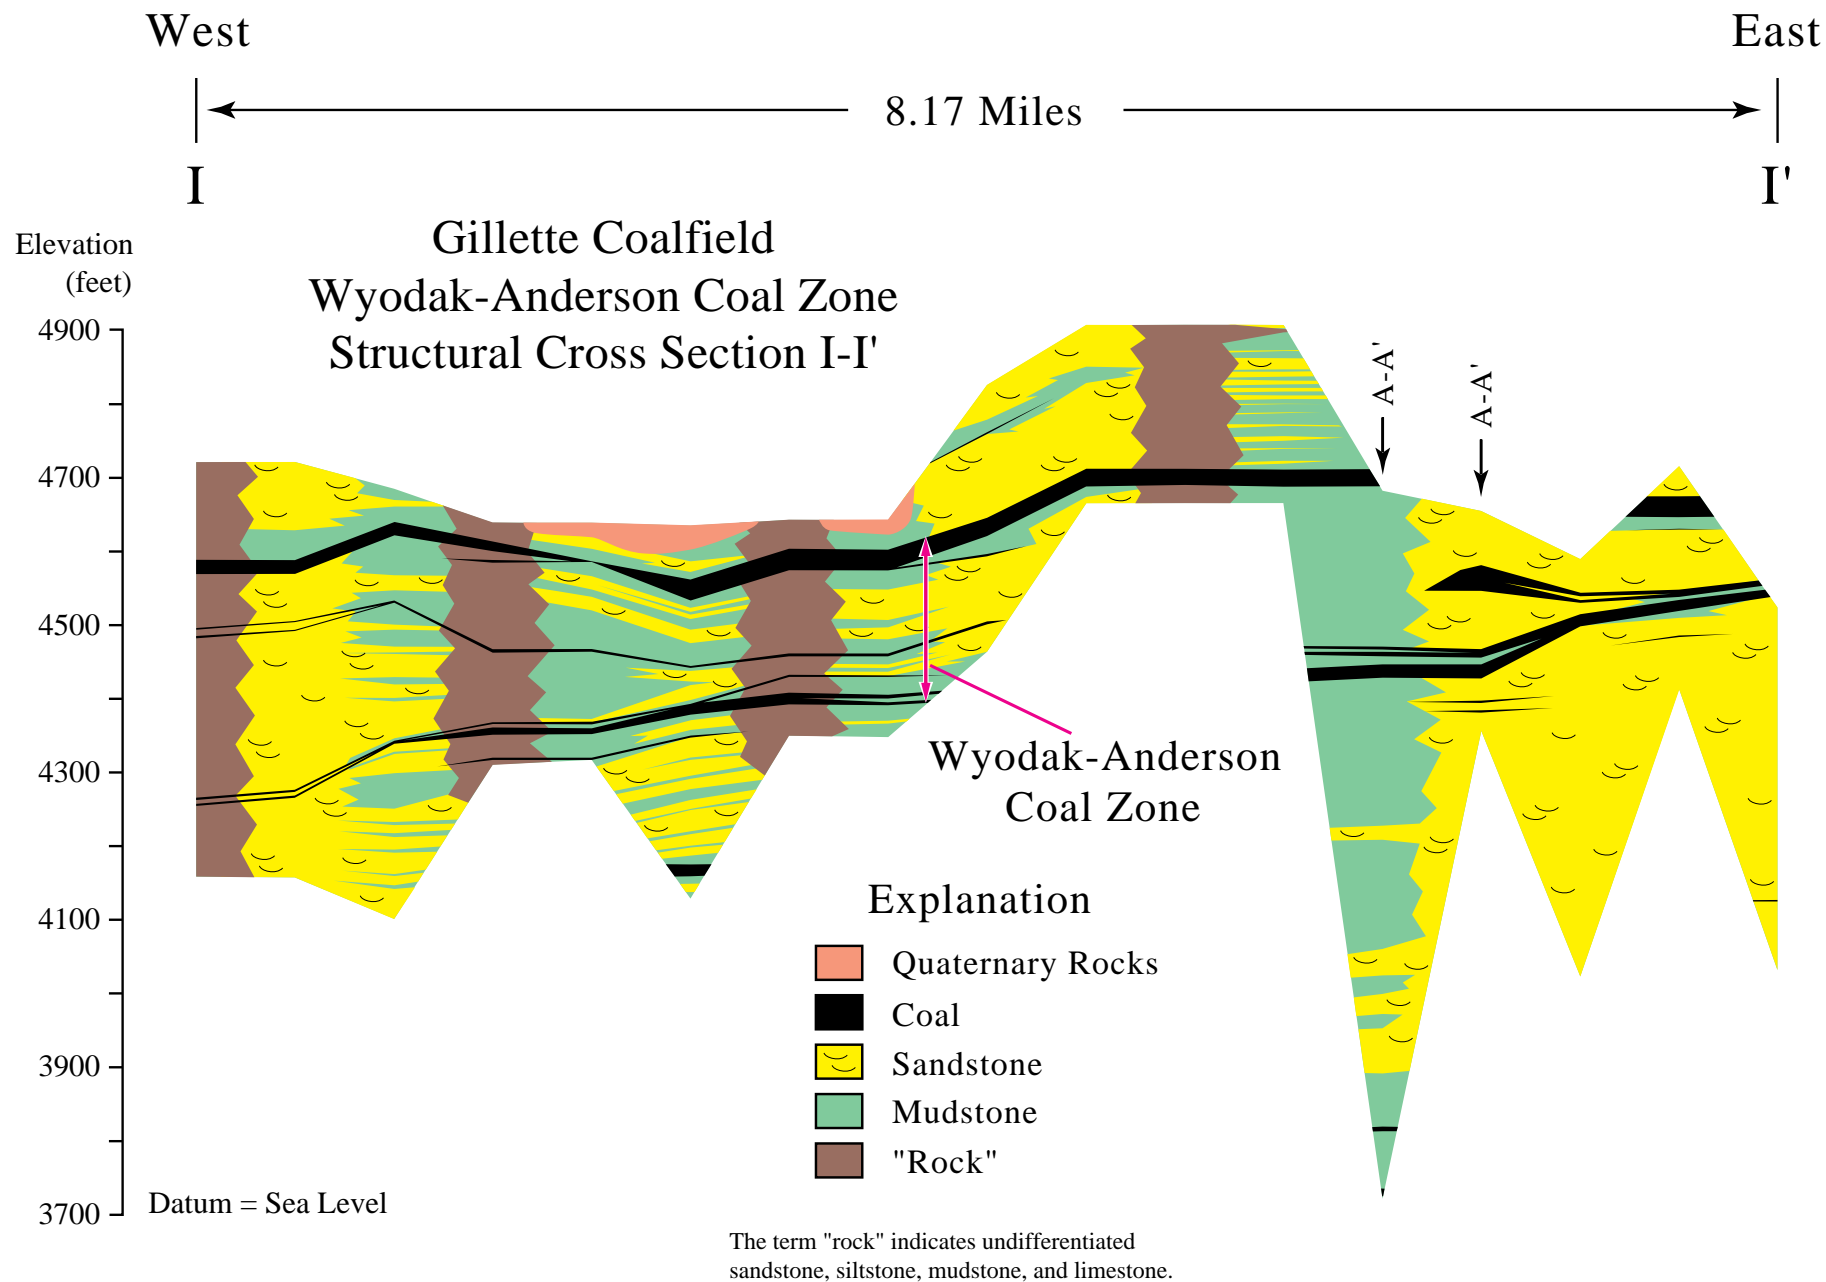 West
East
8.17 Miles
I
I'
Gillette Coalfield
Wyodak-Anderson Coal Zone
Structural Cross Section I-I'
Elevation
(feet)
4900
4700
4500
4300
4100
3900
3700
A-A'
A-A'
Wyodak-Anderson
Coal Zone
Explanation
Quaternary Rocks
Coal
Sandstone
Mudstone
"Rock"
Datum = Sea Level
The term "rock" indicates undifferentiated
sandstone, siltstone, mudstone, and limestone.